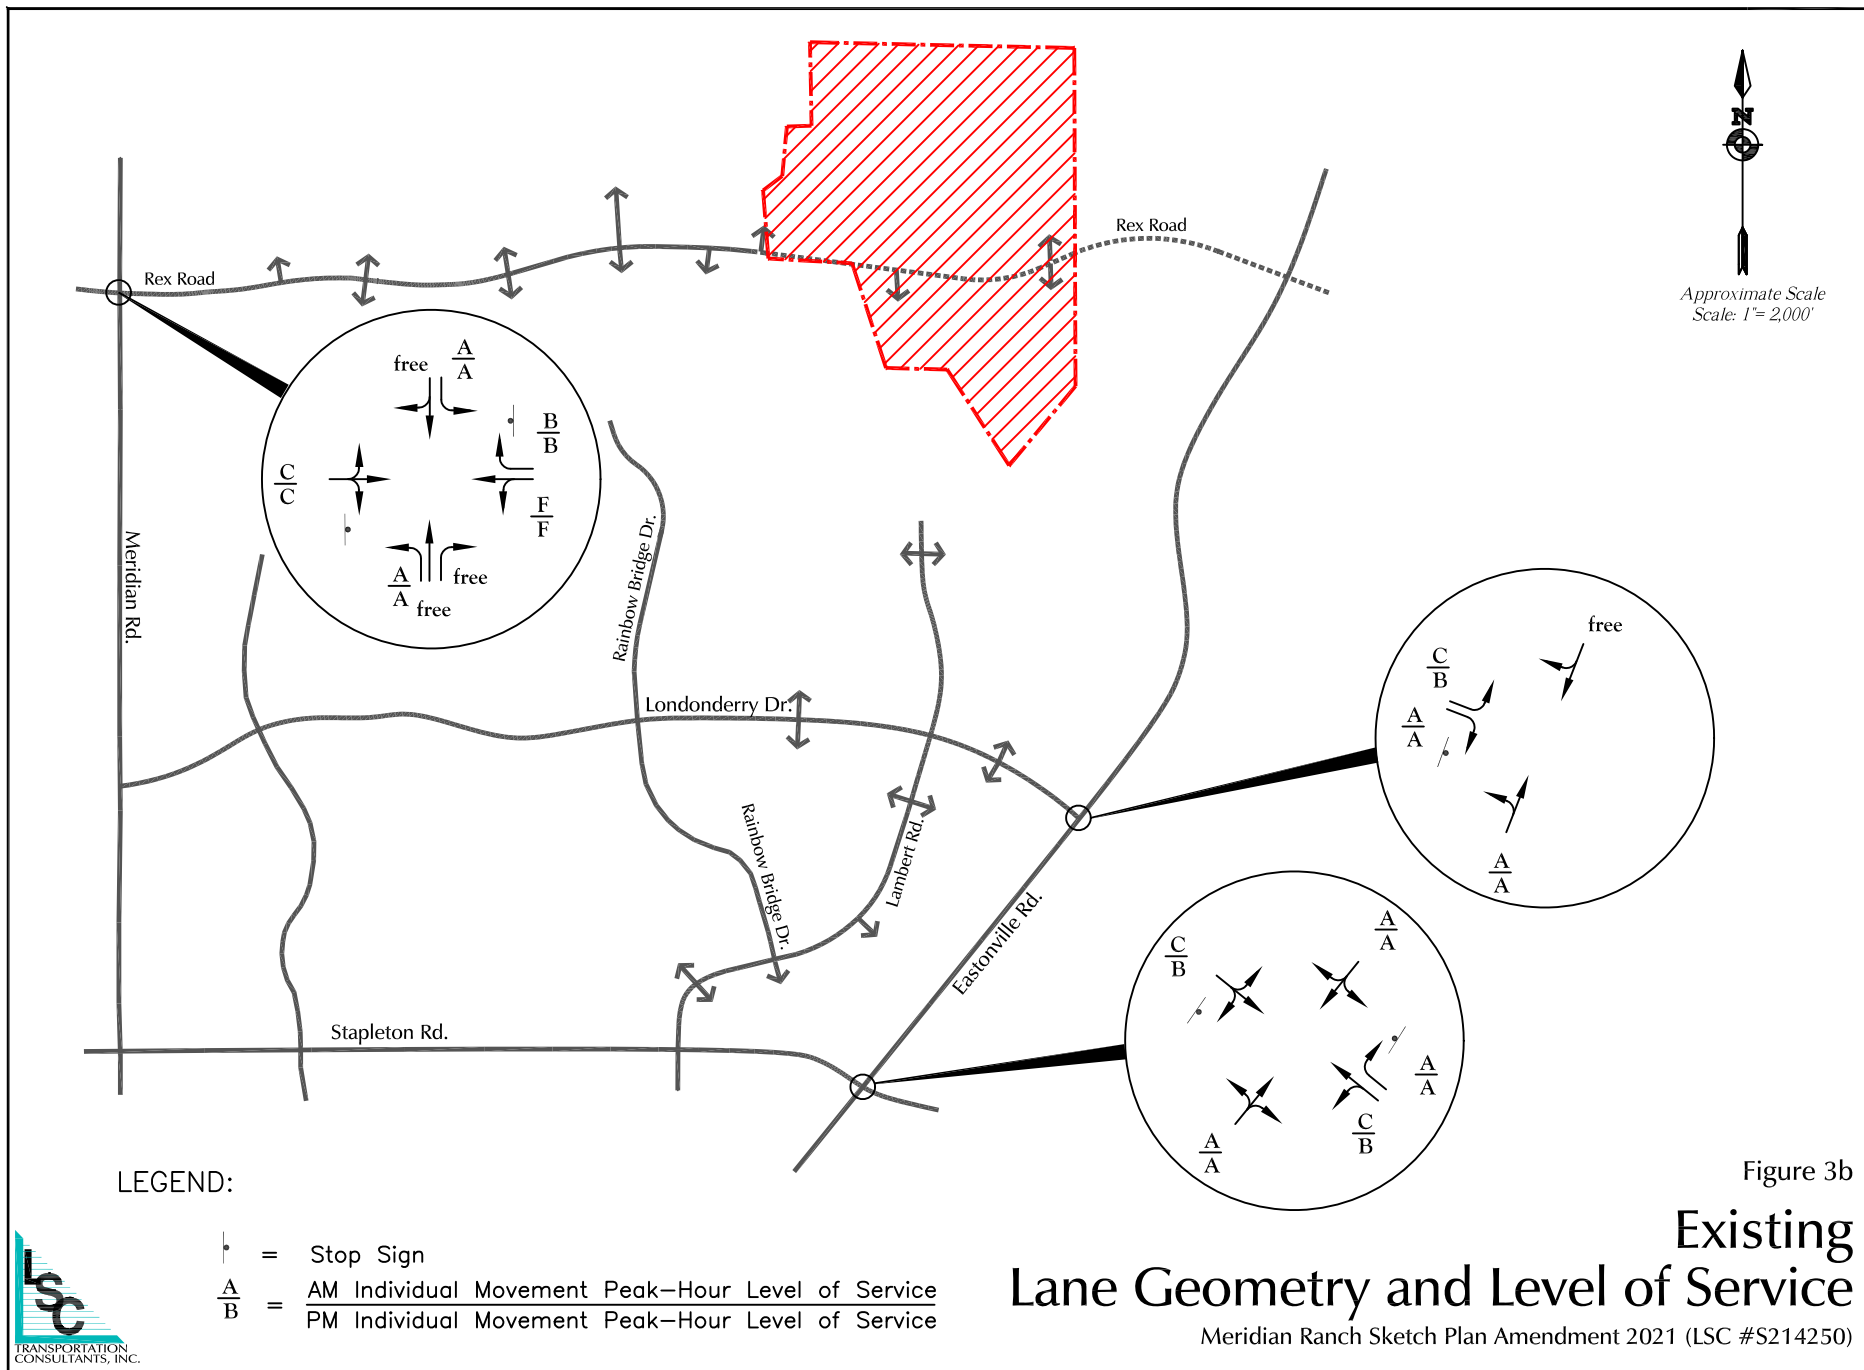 N
Approximate Scale
Scale: 1"= 2,000'
Rex Road
Rex Road
Meridian Rd.
free
A
A
B
B
C
C
F
F
A
A
free
free
Rainbow Bridge Dr.
Londonderry Dr.
Rainbow Bridge Dr.
Lambert Rd.
Eastonville Rd.
Stapleton Rd.
free
C
B
A
A
A
A
A
A
C
B
A
A
C
B
A
A
LEGEND:
= Stop Sign
A
B
=
AM Individual Movement Peak-Hour Level of Service
PM Individual Movement Peak-Hour Level of Service
LSC
TRANSPORTATION
CONSULTANTS, INC.
Figure 3b
Existing
Lane Geometry and Level of Service
Meridian Ranch Sketch Plan Amendment 2021 (LSC #S214250)